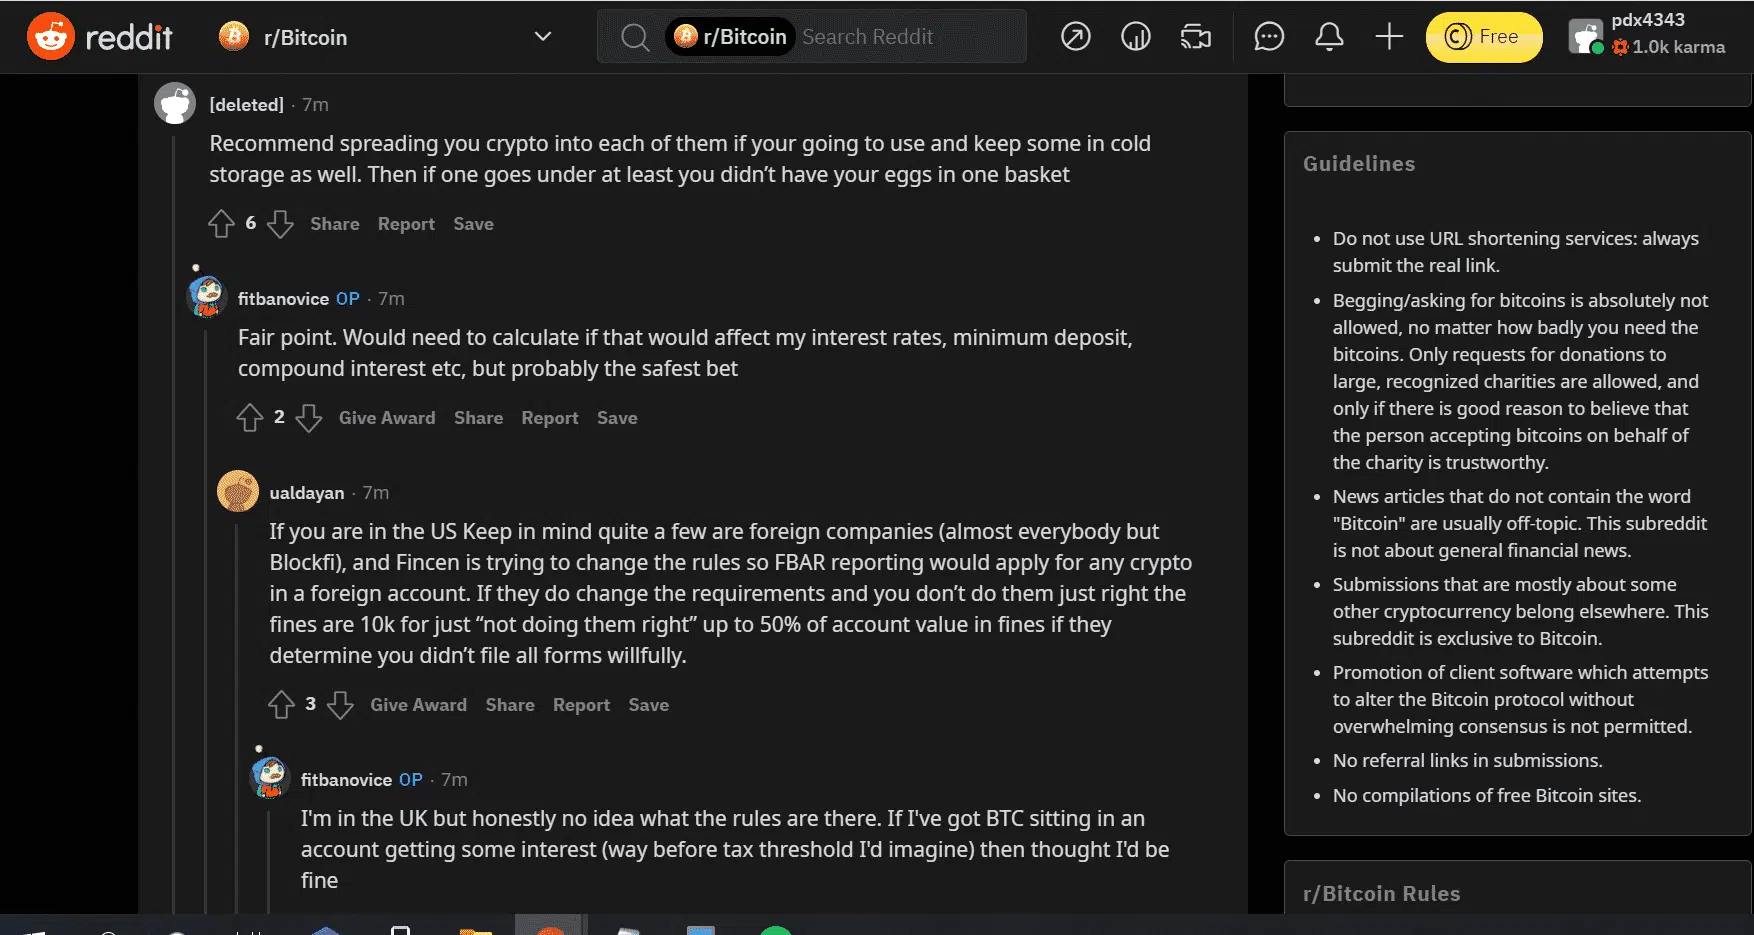 reddit r/Bitcoin r/Bitcoin Search Reddit Free pdx4343
1.0k karma
[deleted] · 7m
Recommend spreading you crypto into each of them if your going to use and keep some in cold
storage as well. Then if one goes under at least you didn’t have your eggs in one basket
6 Share Report Save
fitbanovice OP · 7m
Fair point. Would need to calculate if that would affect my interest rates, minimum deposit,
compound interest etc, but probably the safest bet
2 Give Award Share Report Save
ualdayan · 7m
If you are in the US Keep in mind quite a few are foreign companies (almost everybody but
Blockfi), and Fincen is trying to change the rules so FBAR reporting would apply for any crypto
in a foreign account. If they do change the requirements and you don’t do them just right the
fines are 10k for just “not doing them right” up to 50% of account value in fines if they
determine you didn’t file all forms willfully.
3 Give Award Share Report Save
fitbanovice OP · 7m
I'm in the UK but honestly no idea what the rules are there. If I've got BTC sitting in an
account getting some interest (way before tax threshold I'd imagine) then thought I'd be
fine
Guidelines
• Do not use URL shortening services: always
submit the real link.
• Begging/asking for bitcoins is absolutely not
allowed, no matter how badly you need the
bitcoins. Only requests for donations to
large, recognized charities are allowed, and
only if there is good reason to believe that
the person accepting bitcoins on behalf of
the charity is trustworthy.
• News articles that do not contain the word
"Bitcoin" are usually off-topic. This subreddit
is not about general financial news.
• Submissions that are mostly about some
other cryptocurrency belong elsewhere. This
subreddit is exclusive to Bitcoin.
• Promotion of client software which attempts
to alter the Bitcoin protocol without
overwhelming consensus is not permitted.
• No referral links in submissions.
• No compilations of free Bitcoin sites.
r/Bitcoin Rules